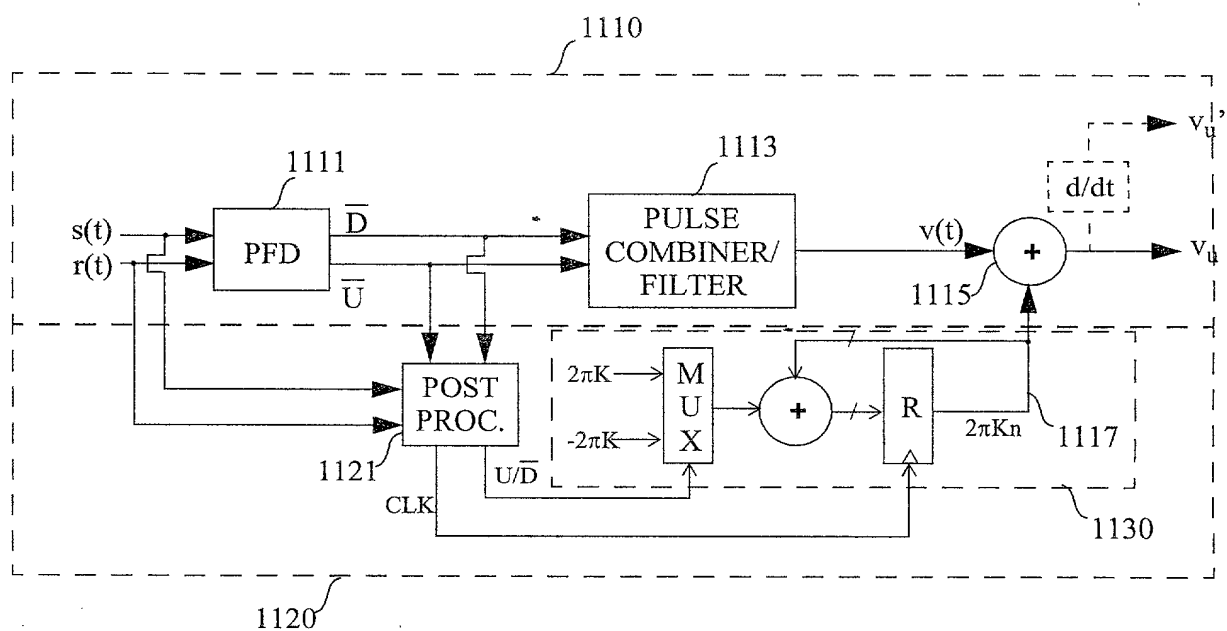 1110
v_u'
1111
1113
d/dt
s(t)
r(t)
PFD
D̅
U̅
PULSE
COMBINER/
FILTER
v(t)
+
v_u
1115
POST
PROC.
2πK
-2πK
M
U
X
+
R
2πKn
1117
1121
U/D̅
CLK
1130
1120